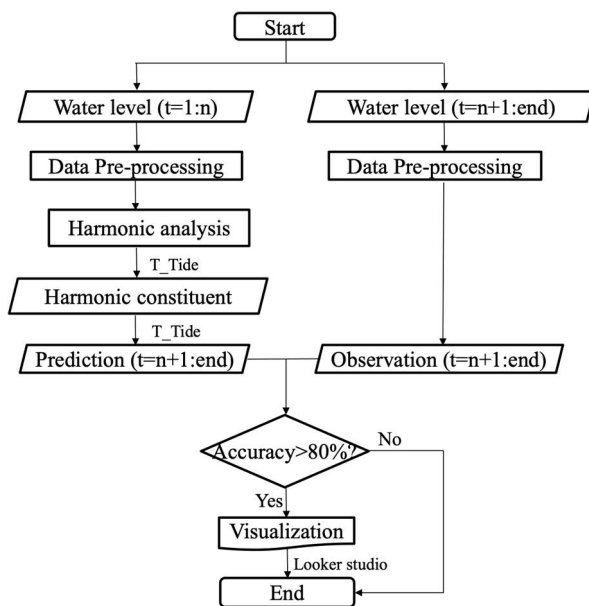 Start
Water level (t=1:n)
Water level (t=n+1:end)
Data Pre-processing
Data Pre-processing
Harmonic analysis
T_Tide
Harmonic constituent
T_Tide
Prediction (t=n+1:end)
Observation (t=n+1:end)
Accuracy>80%?
No
Yes
Visualization
Looker studio
End